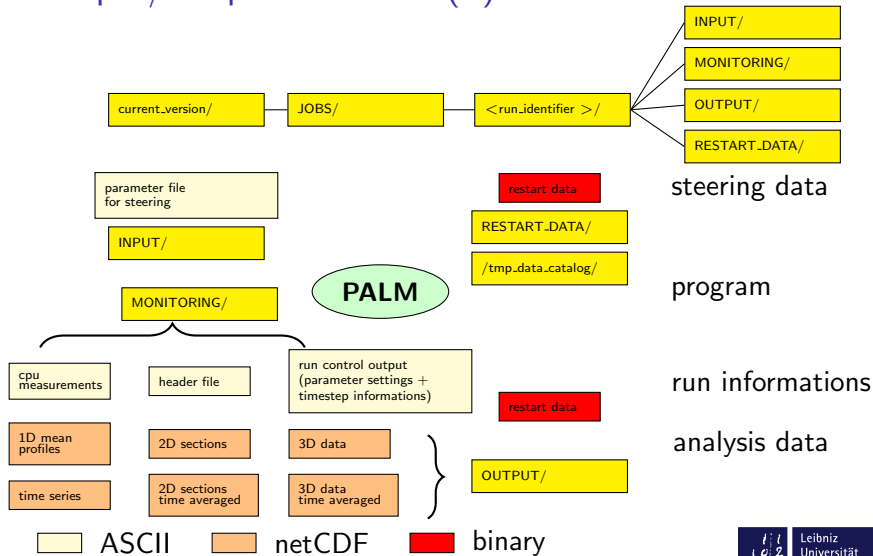 INPUT/
MONITORING/
current_version/ JOBS/ <run_identifier >/
OUTPUT/
RESTART_DATA/
parameter file
for steering
restart data
steering data
RESTART_DATA/
INPUT/
/tmp_data_catalog/
PALM
program
MONITORING/
cpu
measurements
header file
run control output
(parameter settings +
timestep informations)
run informations
restart data
1D mean
profiles
2D sections
3D data
analysis data
OUTPUT/
time series
2D sections
time averaged
3D data
time averaged
ASCII
netCDF
binary
Leibniz
Universität